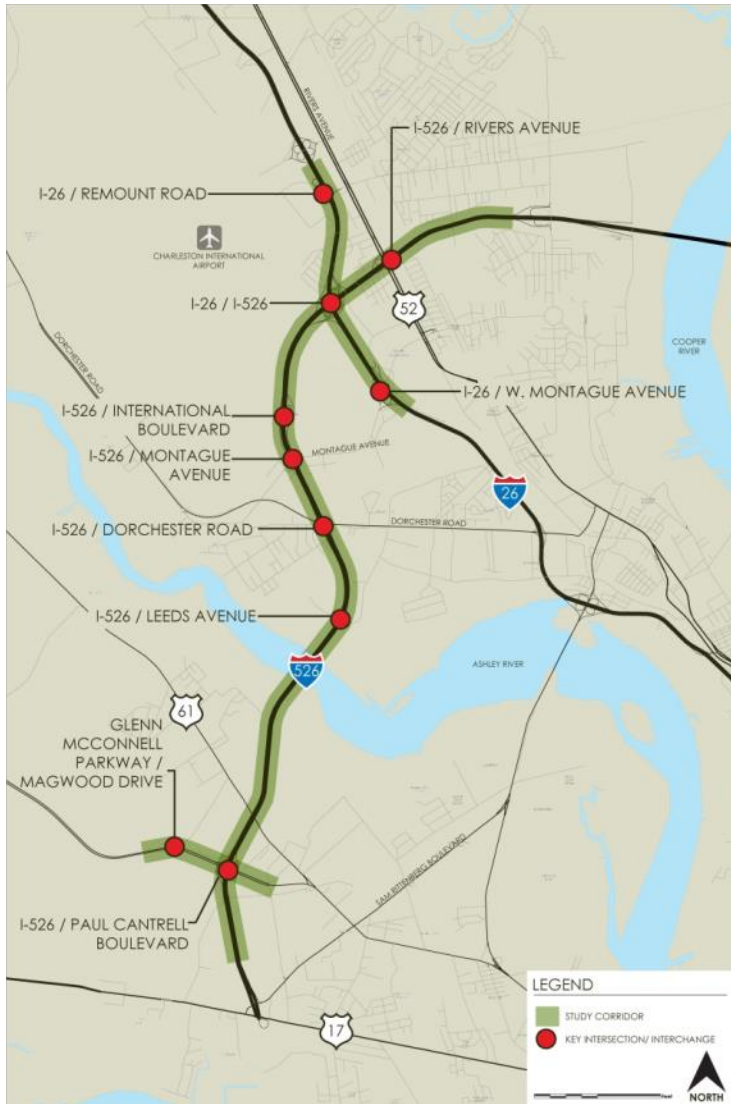 RIVERS AVENUE
I-526 / RIVERS AVENUE
I-26 / REMOUNT ROAD
CHARLESTON INTERNATIONAL
AIRPORT
I-26 / I-526
52
COOPER
RIVER
DORCHESTER ROAD
I-26 / W. MONTAGUE AVENUE
I-526 / INTERNATIONAL
BOULEVARD
MONTAGUE AVENUE
I-526 / MONTAGUE
AVENUE
26
I-526 / DORCHESTER ROAD
DORCHESTER ROAD
I-526 / LEEDS AVENUE
ASHLEY RIVER
526
61
GLENN
MCCONNELL
PARKWAY /
MAGWOOD DRIVE
SAM RITTENBERG BOULEVARD
I-526 / PAUL CANTRELL
BOULEVARD
17
LEGEND
STUDY CORRIDOR
KEY INTERSECTION/ INTERCHANGE
Feet
NORTH